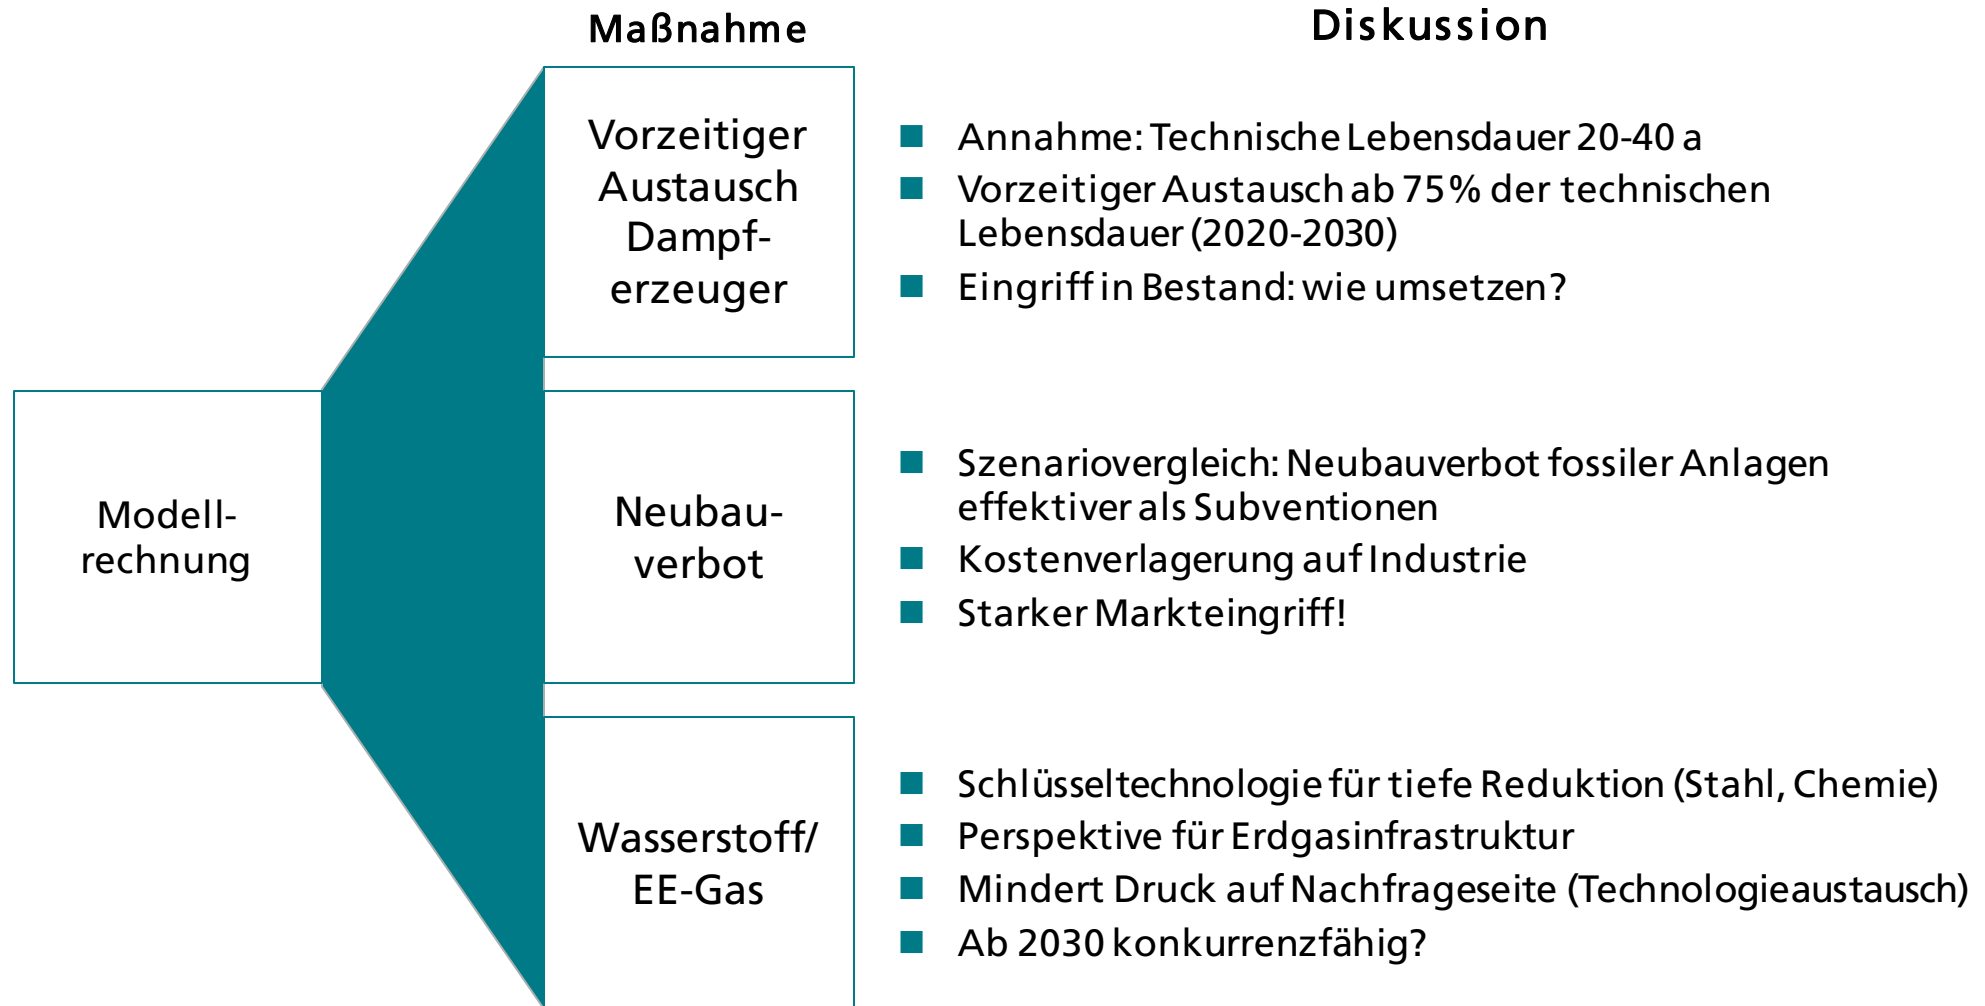 Maßnahme
Diskussion
Vorzeitiger
Austausch
Dampf-
erzeuger
Annahme: Technische Lebensdauer 20-40 a
Vorzeitiger Austausch ab 75% der technischen
Lebensdauer (2020-2030)
Eingriff in Bestand: wie umsetzen?
Modell-
rechnung
Neubau-
verbot
Szenariovergleich: Neubauverbot fossiler Anlagen
effektiver als Subventionen
Kostenverlagerung auf Industrie
Starker Markteingriff!
Wasserstoff/
EE-Gas
Schlüsseltechnologie für tiefe Reduktion (Stahl, Chemie)
Perspektive für Erdgasinfrastruktur
Mindert Druck auf Nachfrageseite (Technologieaustausch)
Ab 2030 konkurrenzfähig?